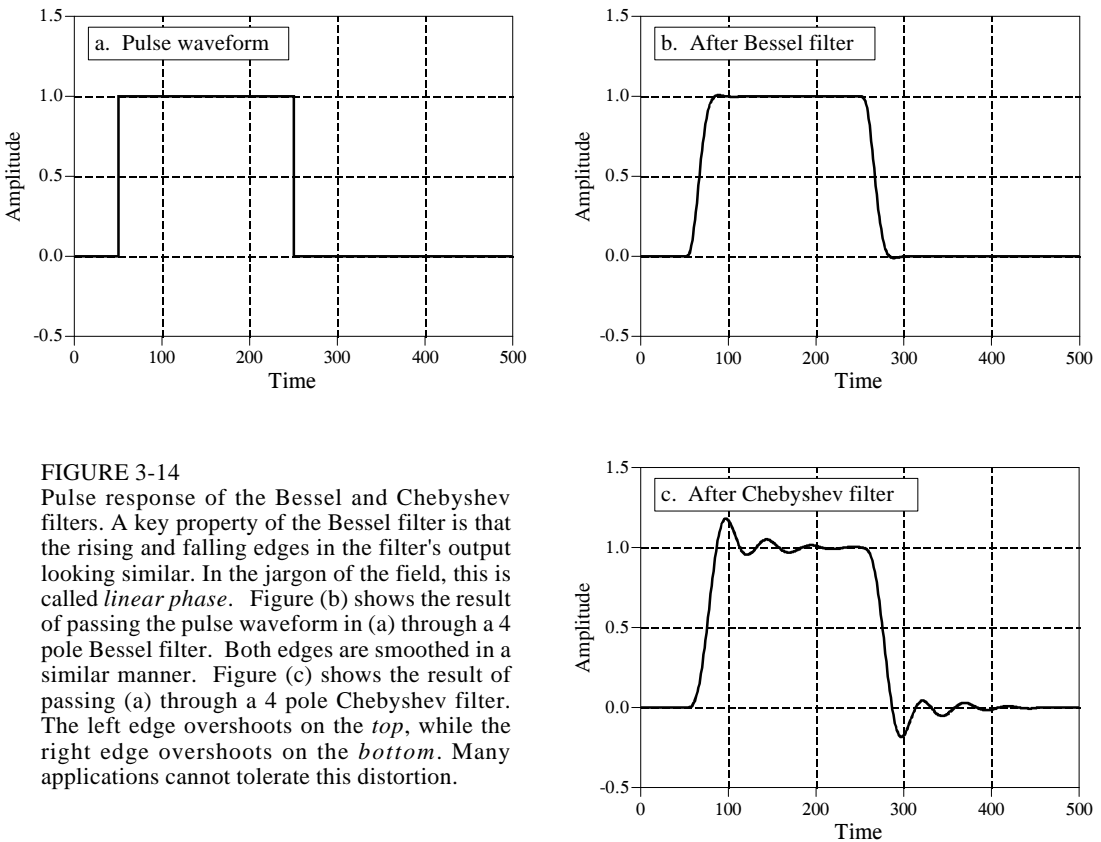 a. Pulse waveform
1.5
1.0
0.5
0.0
-0.5
Amplitude
0 100 200 300 400 500
Time
b. After Bessel filter
1.5
1.0
0.5
0.0
-0.5
Amplitude
0 100 200 300 400 500
Time
FIGURE 3-14
Pulse response of the Bessel and Chebyshev
filters. A key property of the Bessel filter is that
the rising and falling edges in the filter's output
looking similar. In the jargon of the field, this is
called linear phase. Figure (b) shows the result
of passing the pulse waveform in (a) through a 4
pole Bessel filter. Both edges are smoothed in a
similar manner. Figure (c) shows the result of
passing (a) through a 4 pole Chebyshev filter.
The left edge overshoots on the top, while the
right edge overshoots on the bottom. Many
applications cannot tolerate this distortion.
c. After Chebyshev filter
1.5
1.0
0.5
0.0
-0.5
Amplitude
0 100 200 300 400 500
Time